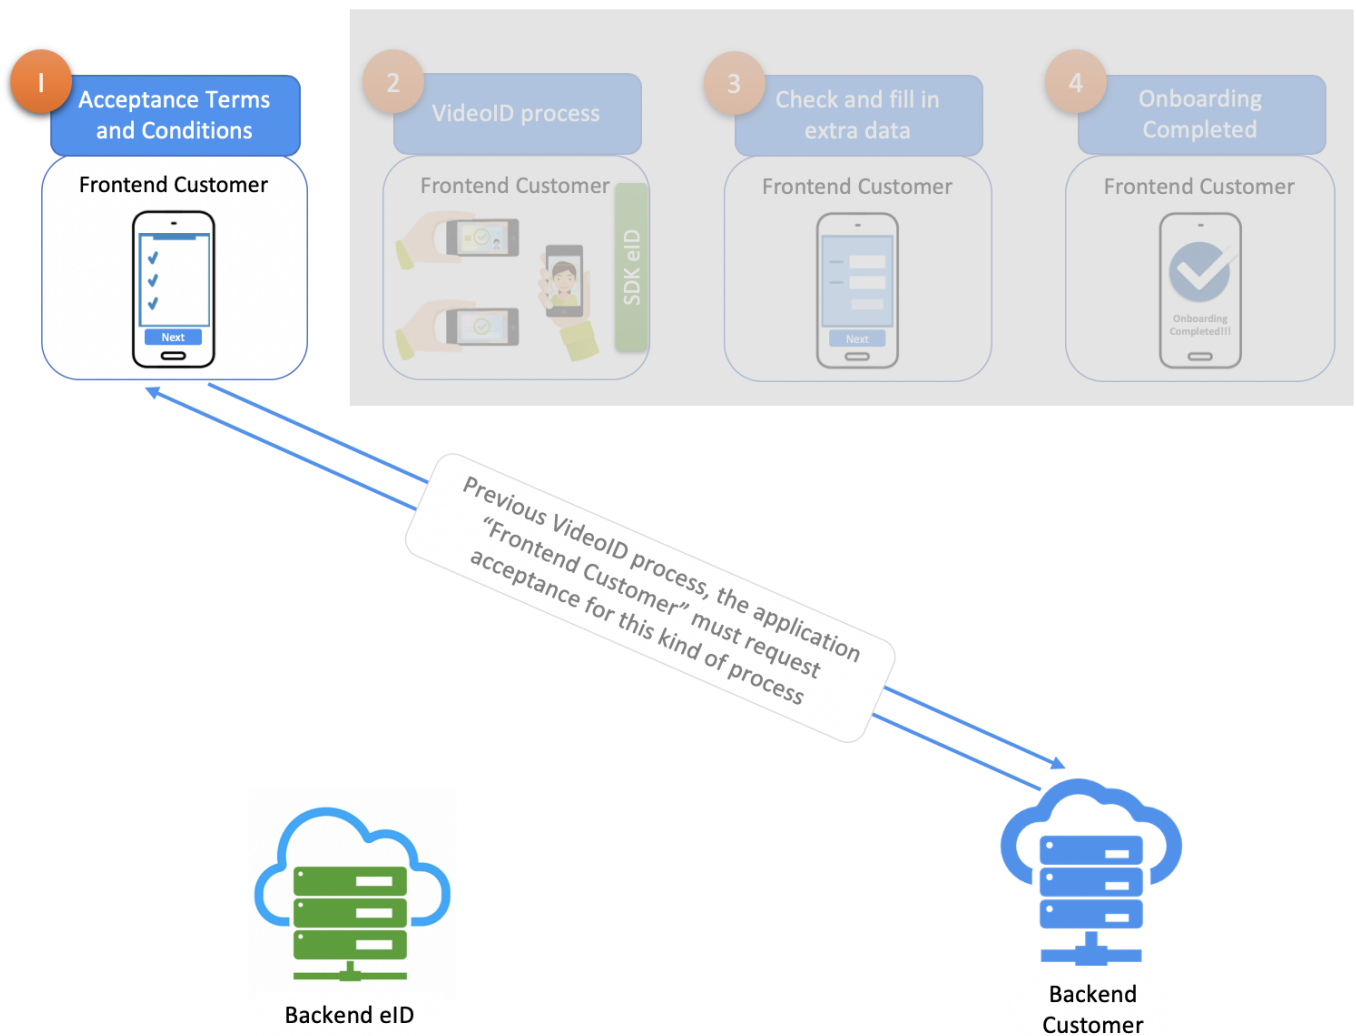 1
Acceptance Terms
and Conditions
Frontend Customer
Next
2
VideoID process
Frontend Customer
SDK eID
3
Check and fill in
extra data
Frontend Customer
Next
4
Onboarding
Completed
Frontend Customer
Onboarding
Completed!!!
Previous VideoID process, the application
“Frontend Customer” must request
acceptance for this kind of process
Backend eID
Backend
Customer